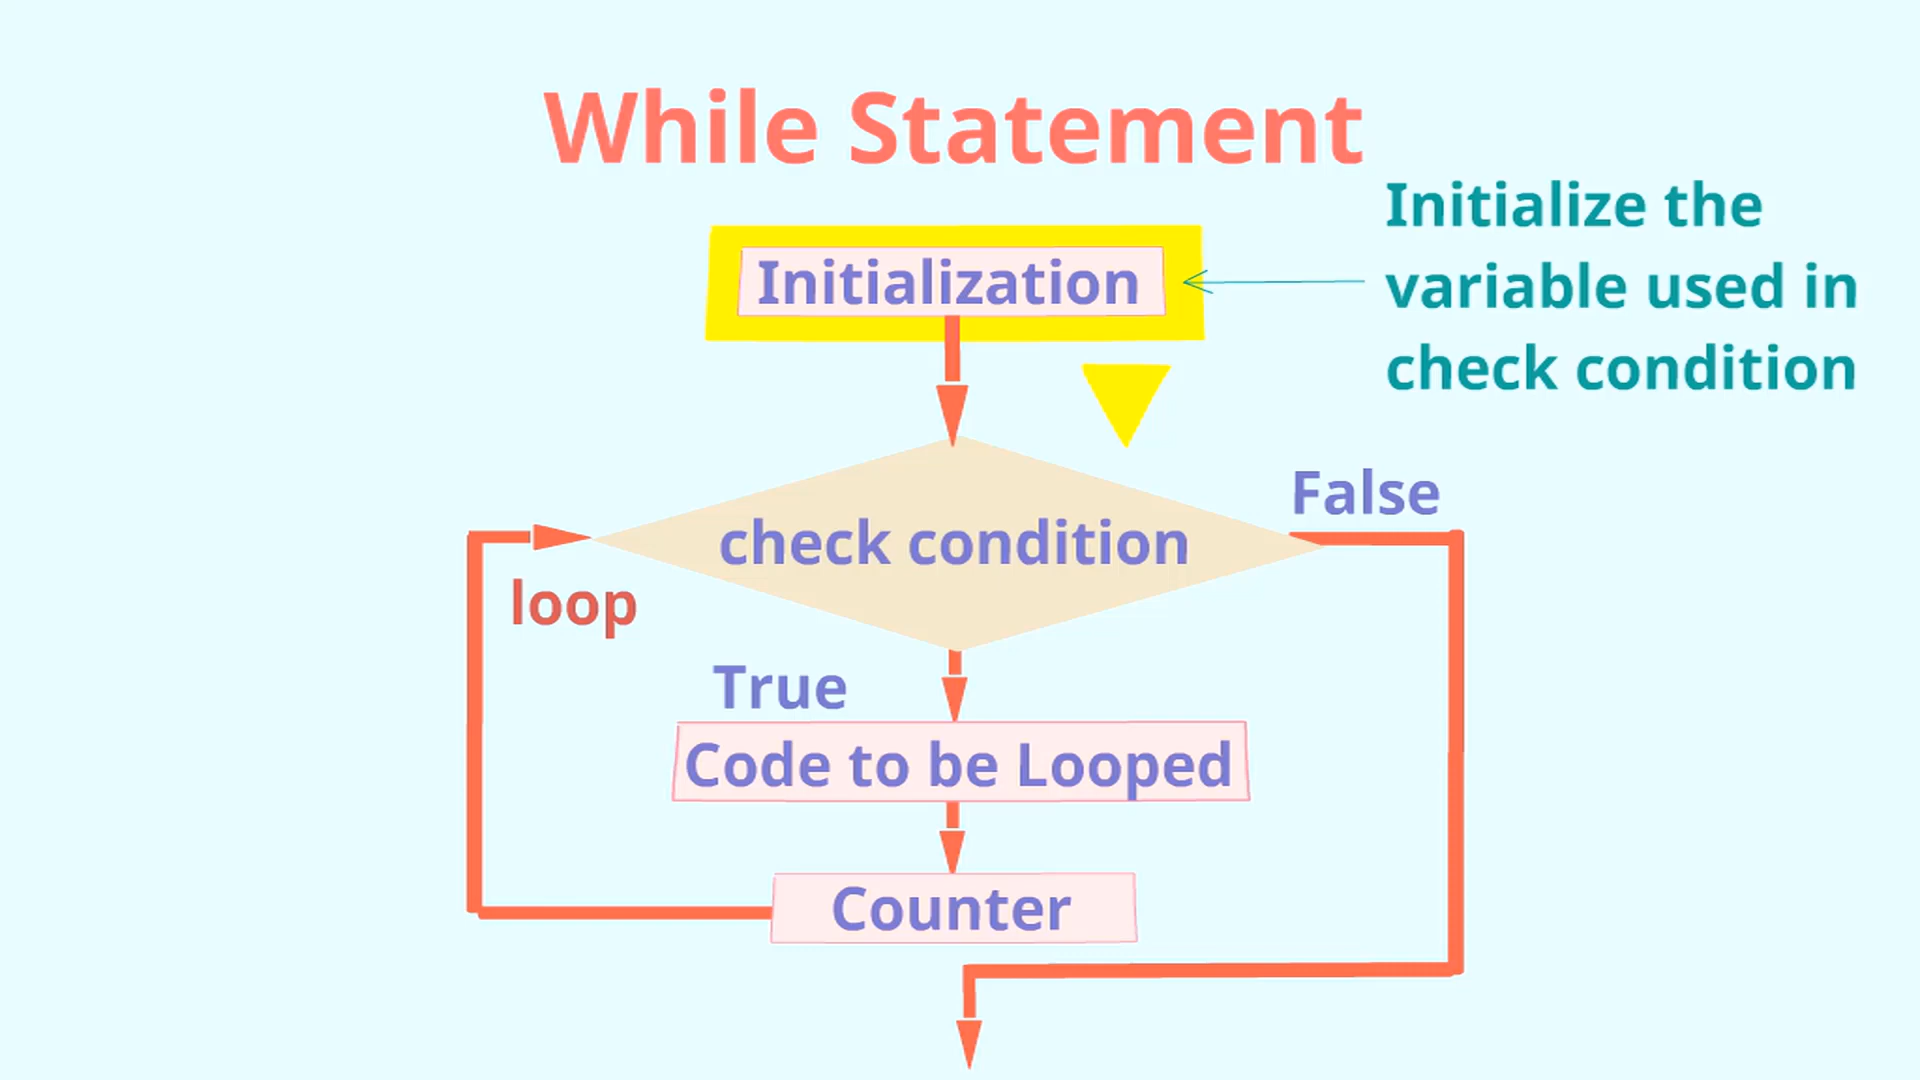 While Statement
Initialize the
variable used in
check condition
Initialization
False
check condition
loop
True
Code to be Looped
Counter